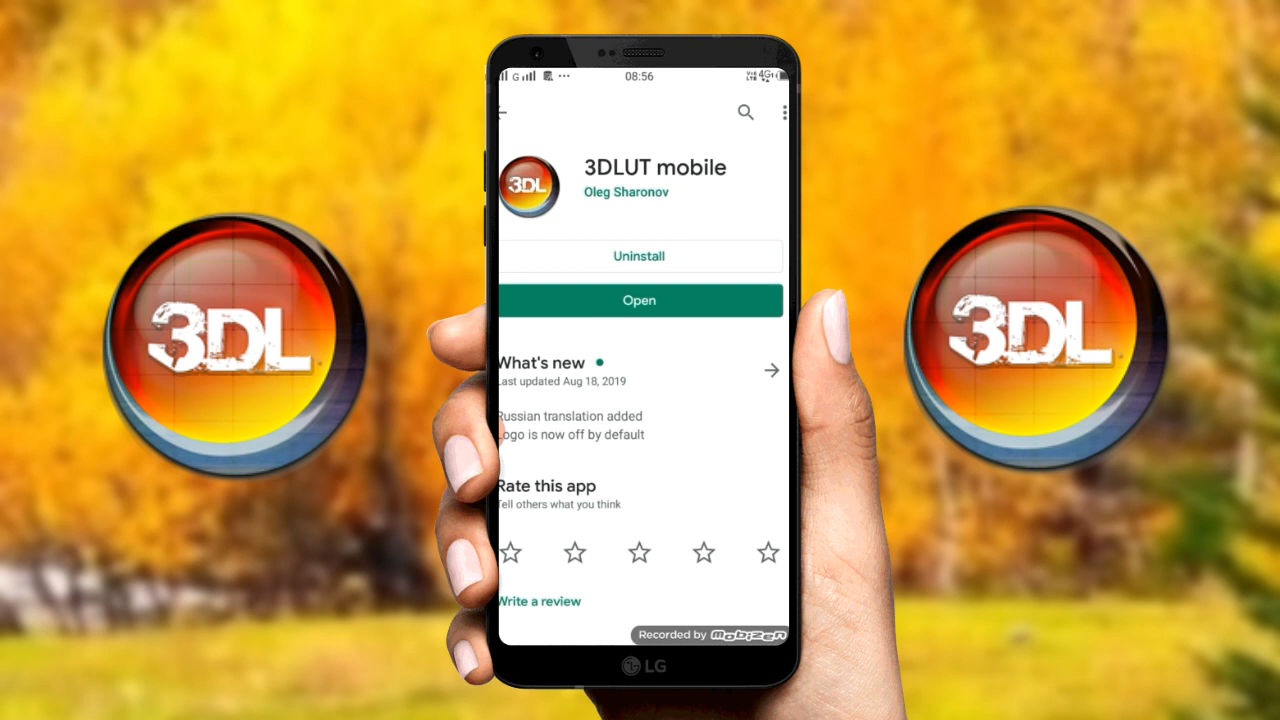 G
08:56
4G
3DLUT mobile
3DL
Oleg Sharonov
Uninstall
3DL
3DL
Open
What's new
Last updated Aug 18, 2019
Russian translation added
Logo is now off by default
Rate this app
Tell others what you think
Write a review
Recorded by mobizen
LG